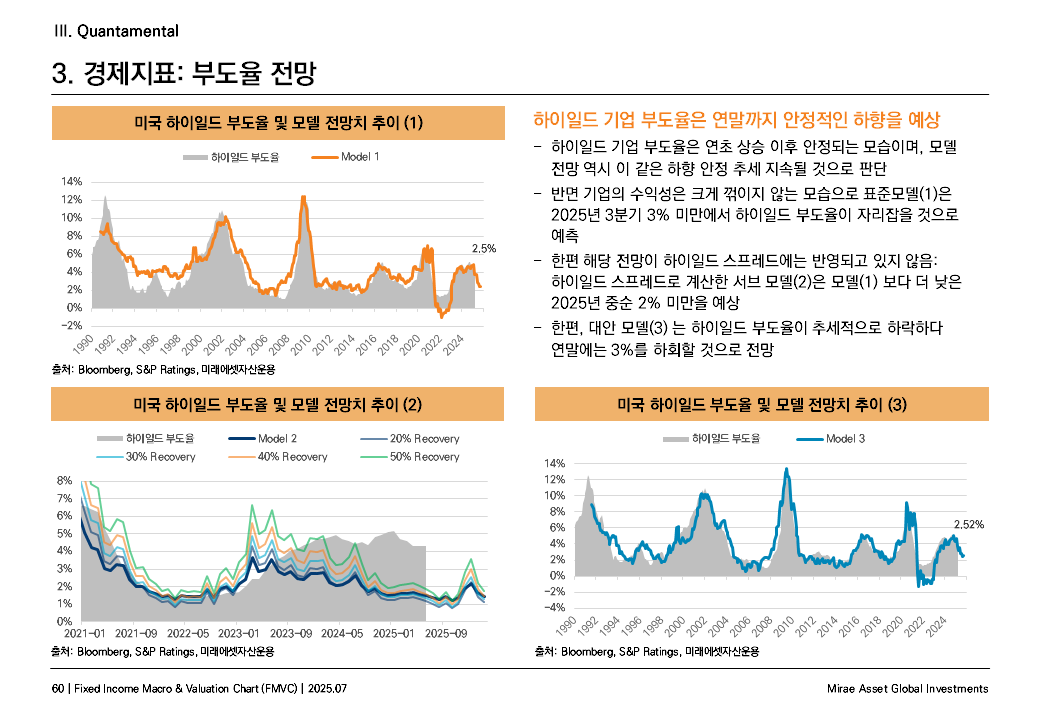 III. Quantamental
3. 경제지표: 부도율 전망
미국 하이일드 부도율 및 모델 전망치 추이 (1)
하이일드 부도율 Model 1
14%
12%
10%
8%
6%
4%
2%
0%
-2%
2.5%
1990 1992 1994 1996 1998 2000 2002 2004 2006 2008 2010 2012 2014 2016 2018 2020 2022 2024
출처: Bloomberg, S&P Ratings, 미래에셋자산운용
하이일드 기업 부도율은 연말까지 안정적인 하향을 예상
– 하이일드 기업 부도율은 연초 상승 이후 안정되는 모습이며, 모델
전망 역시 이 같은 하향 안정 추세 지속될 것으로 판단
– 반면 기업의 수익성은 크게 꺾이지 않는 모습으로 표준모델(1)은
2025년 3분기 3% 미만에서 하이일드 부도율이 자리잡을 것으로
예측
– 한편 해당 전망이 하이일드 스프레드에는 반영되고 있지 않음:
하이일드 스프레드로 계산한 서브 모델(2)은 모델(1) 보다 더 낮은
2025년 중순 2% 미만을 예상
– 한편, 대안 모델(3) 는 하이일드 부도율이 추세적으로 하락하다
연말에는 3%를 하회할 것으로 전망
미국 하이일드 부도율 및 모델 전망치 추이 (2)
하이일드 부도율 Model 2 20% Recovery
30% Recovery 40% Recovery 50% Recovery
8%
7%
6%
5%
4%
3%
2%
1%
0%
2021-01 2021-09 2022-05 2023-01 2023-09 2024-05 2025-01 2025-09
출처: Bloomberg, S&P Ratings, 미래에셋자산운용
미국 하이일드 부도율 및 모델 전망치 추이 (3)
하이일드 부도율 Model 3
14%
12%
10%
8%
6%
4%
2%
0%
-2%
-4%
2.52%
1990 1992 1994 1996 1998 2000 2002 2004 2006 2008 2010 2012 2014 2016 2018 2020 2022 2024
출처: Bloomberg, S&P Ratings, 미래에셋자산운용
60 | Fixed Income Macro & Valuation Chart (FMVC) | 2025.07
Mirae Asset Global Investments